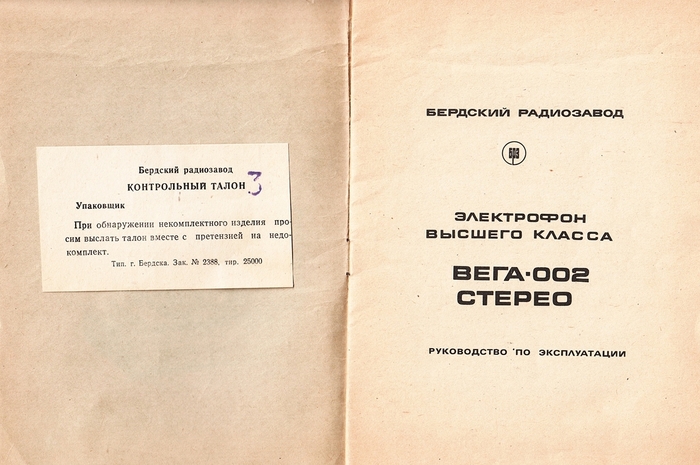 Бердский радиозавод
КОНТРОЛЬНЫЙ ТАЛОН 3
Упаковщик
При обнаружении некомплектного изделия про-
сим выслать талон вместе с претензией на недо-
комплект.
Тип. г. Бердска. Зак. № 2388, тир. 25000
БЕРДСКИЙ РАДИОЗАВОД
БРЗ
ЭЛЕКТРОФОН
ВЫСШЕГО КЛАССА
ВЕГА-002
СТЕРЕО
РУКОВОДСТВО ПО ЭКСПЛУАТАЦИИ